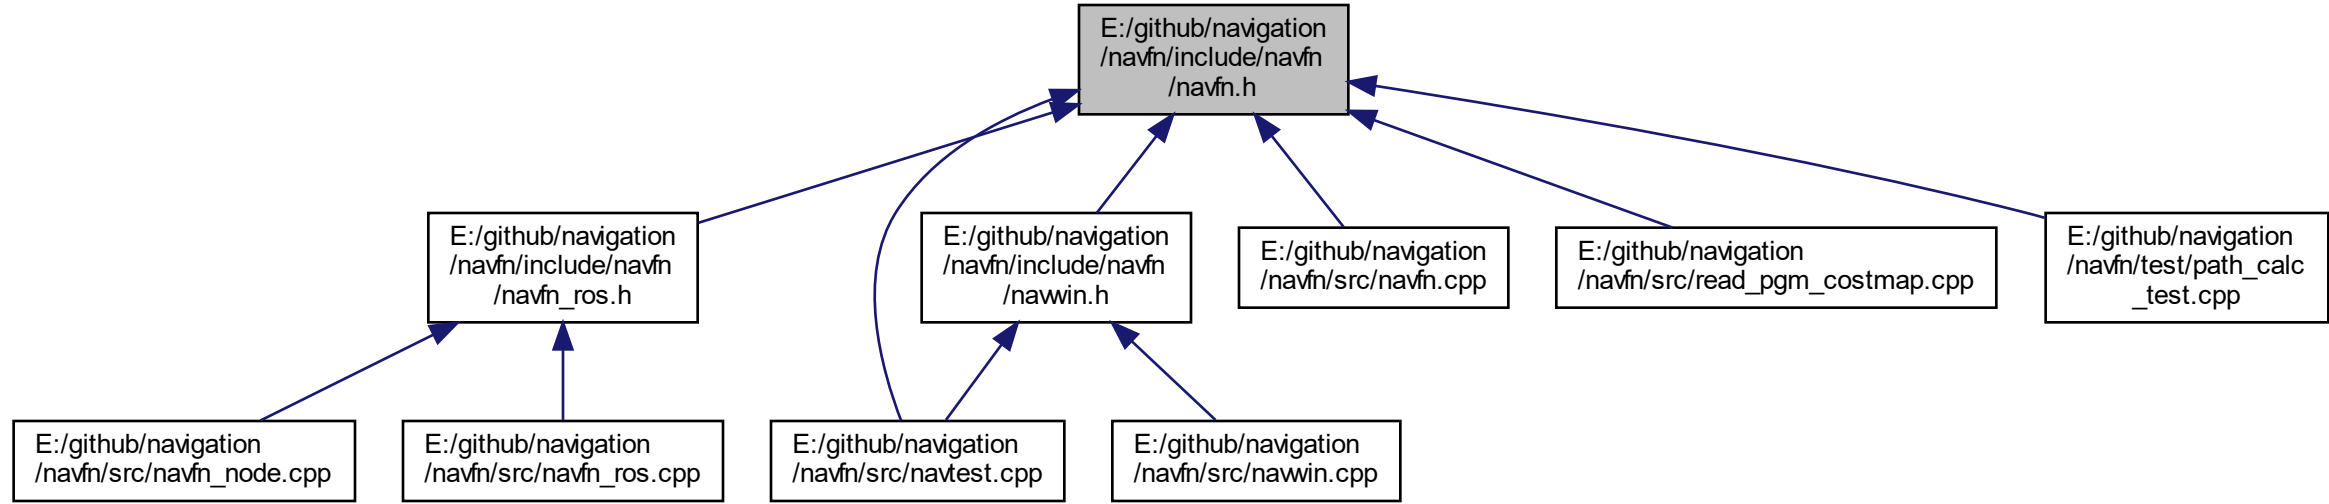 E:/github/navigation
/navfn/include/navfn
/navfn.h
E:/github/navigation
/navfn/include/navfn
/navfn_ros.h
E:/github/navigation
/navfn/include/navfn
/navwin.h
E:/github/navigation
/navfn/src/navfn.cpp
E:/github/navigation
/navfn/src/read_pgm_costmap.cpp
E:/github/navigation
/navfn/test/path_calc
_test.cpp
E:/github/navigation
/navfn/src/navfn_node.cpp
E:/github/navigation
/navfn/src/navfn_ros.cpp
E:/github/navigation
/navfn/src/navtest.cpp
E:/github/navigation
/navfn/src/navwin.cpp